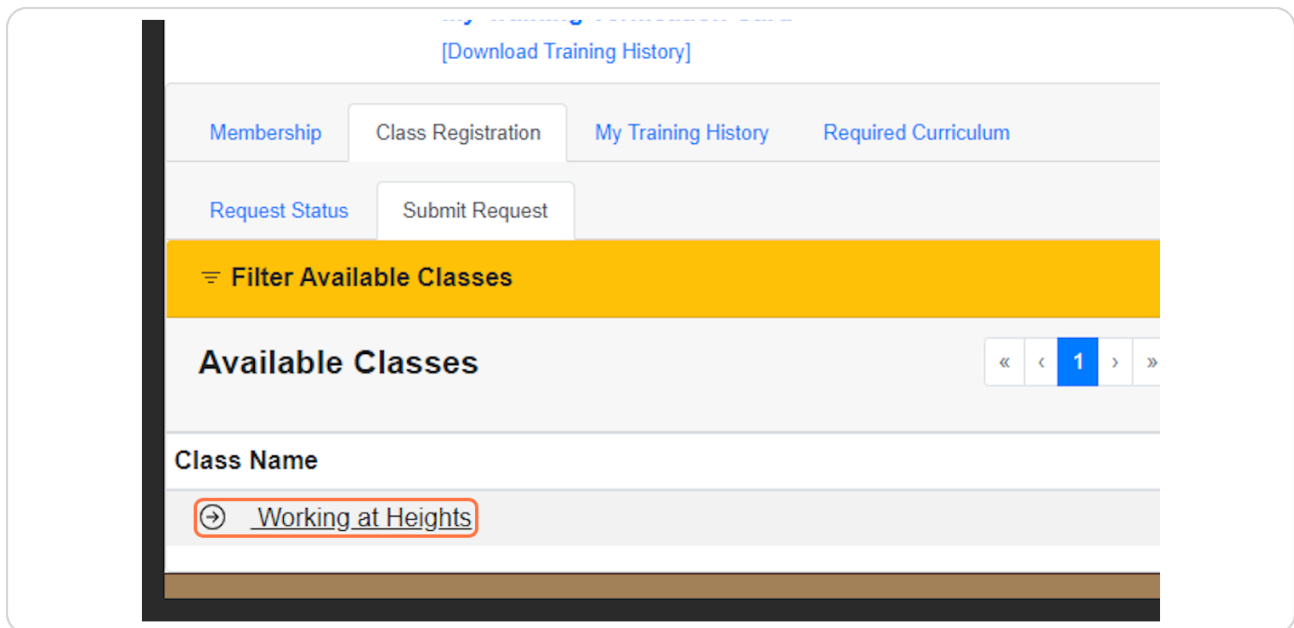 [Download Training History]
Membership Class Registration My Training History Required Curriculum
Request Status Submit Request
Filter Available Classes
Available Classes
« ‹ 1 › »
Class Name
Working at Heights